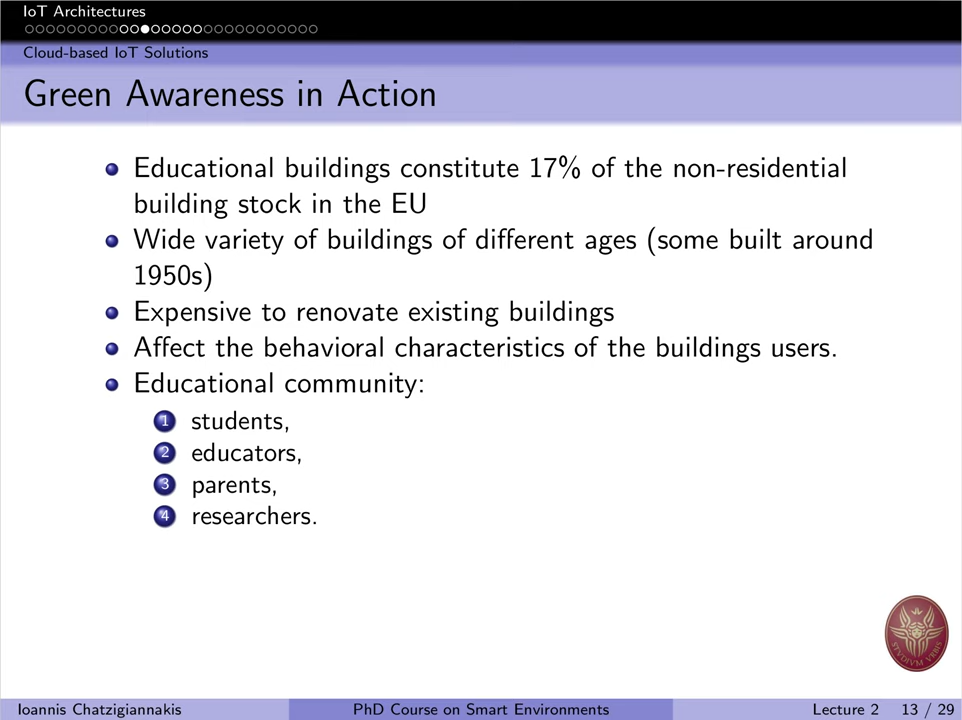 IoT Architectures
Cloud-based IoT Solutions
Green Awareness in Action
Educational buildings constitute 17% of the non-residential
building stock in the EU
Wide variety of buildings of different ages (some built around
1950s)
Expensive to renovate existing buildings
Affect the behavioral characteristics of the buildings users.
Educational community:
1 students,
2 educators,
3 parents,
4 researchers.
STVDIVM VRBIS
Ioannis Chatzigiannakis PhD Course on Smart Environments Lecture 2 13 / 29